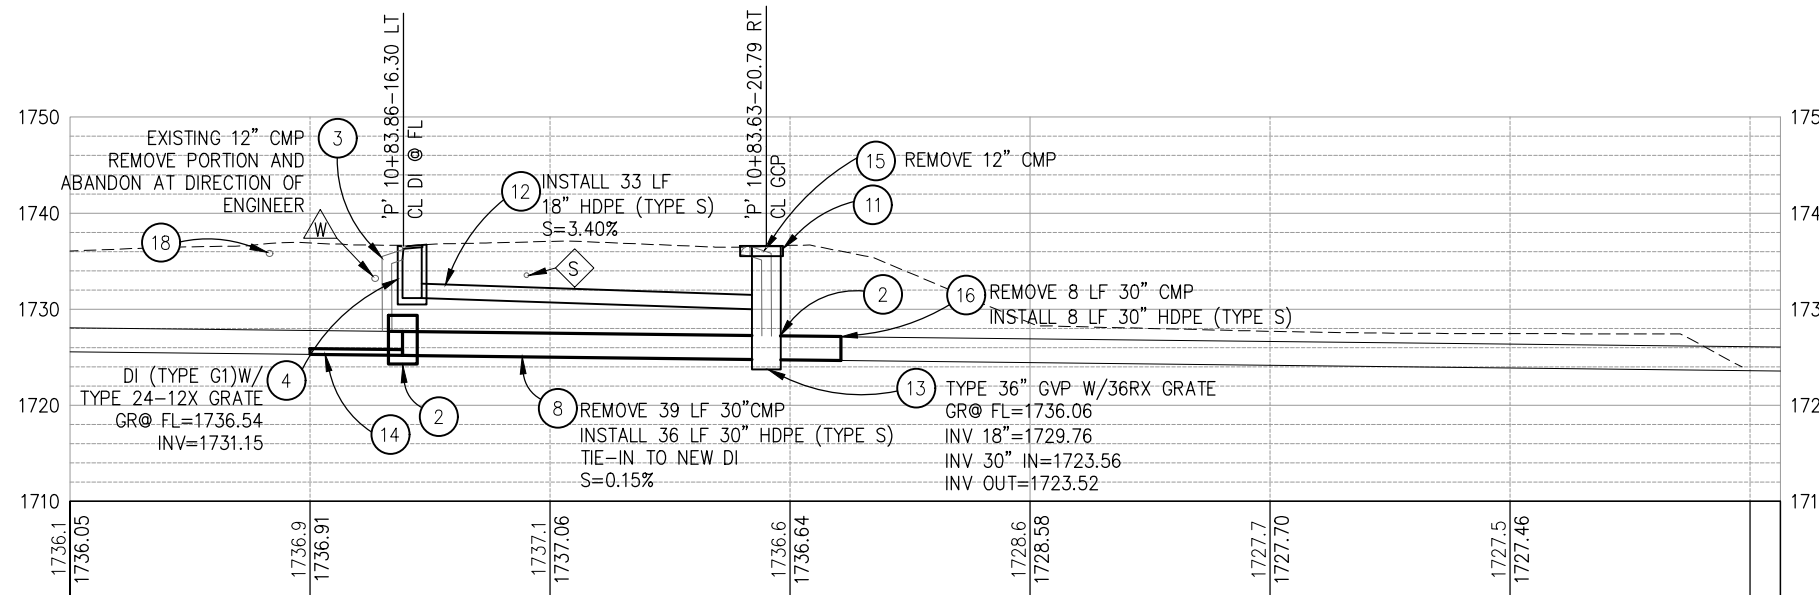 'P' 10+83.86-16.30 LT
CL DI @ FL
'P' 10+83.63-20.79 RT
CL GCP
1750
1740
1730
1720
1710
175
174
173
172
171
EXISTING 12" CMP
REMOVE PORTION AND
ABANDON AT DIRECTION OF
ENGINEER
3
W
18
12
INSTALL 33 LF
18" HDPE (TYPE S)
S=3.40%
S
15
REMOVE 12" CMP
11
2
16
REMOVE 8 LF 30" CMP
INSTALL 8 LF 30" HDPE (TYPE S)
DI (TYPE G1)W/
TYPE 24-12X GRATE
GR@ FL=1736.54
INV=1731.15
4
14
2
8
REMOVE 39 LF 30"CMP
INSTALL 36 LF 30" HDPE (TYPE S)
TIE-IN TO NEW DI
S=0.15%
13
TYPE 36" GVP W/36RX GRATE
GR@ FL=1736.06
INV 18"=1729.76
INV 30" IN=1723.56
INV OUT=1723.52
1736.1
1736.05
1736.9
1736.91
1737.1
1737.06
1736.6
1736.64
1728.6
1728.58
1727.7
1727.70
1727.5
1727.46